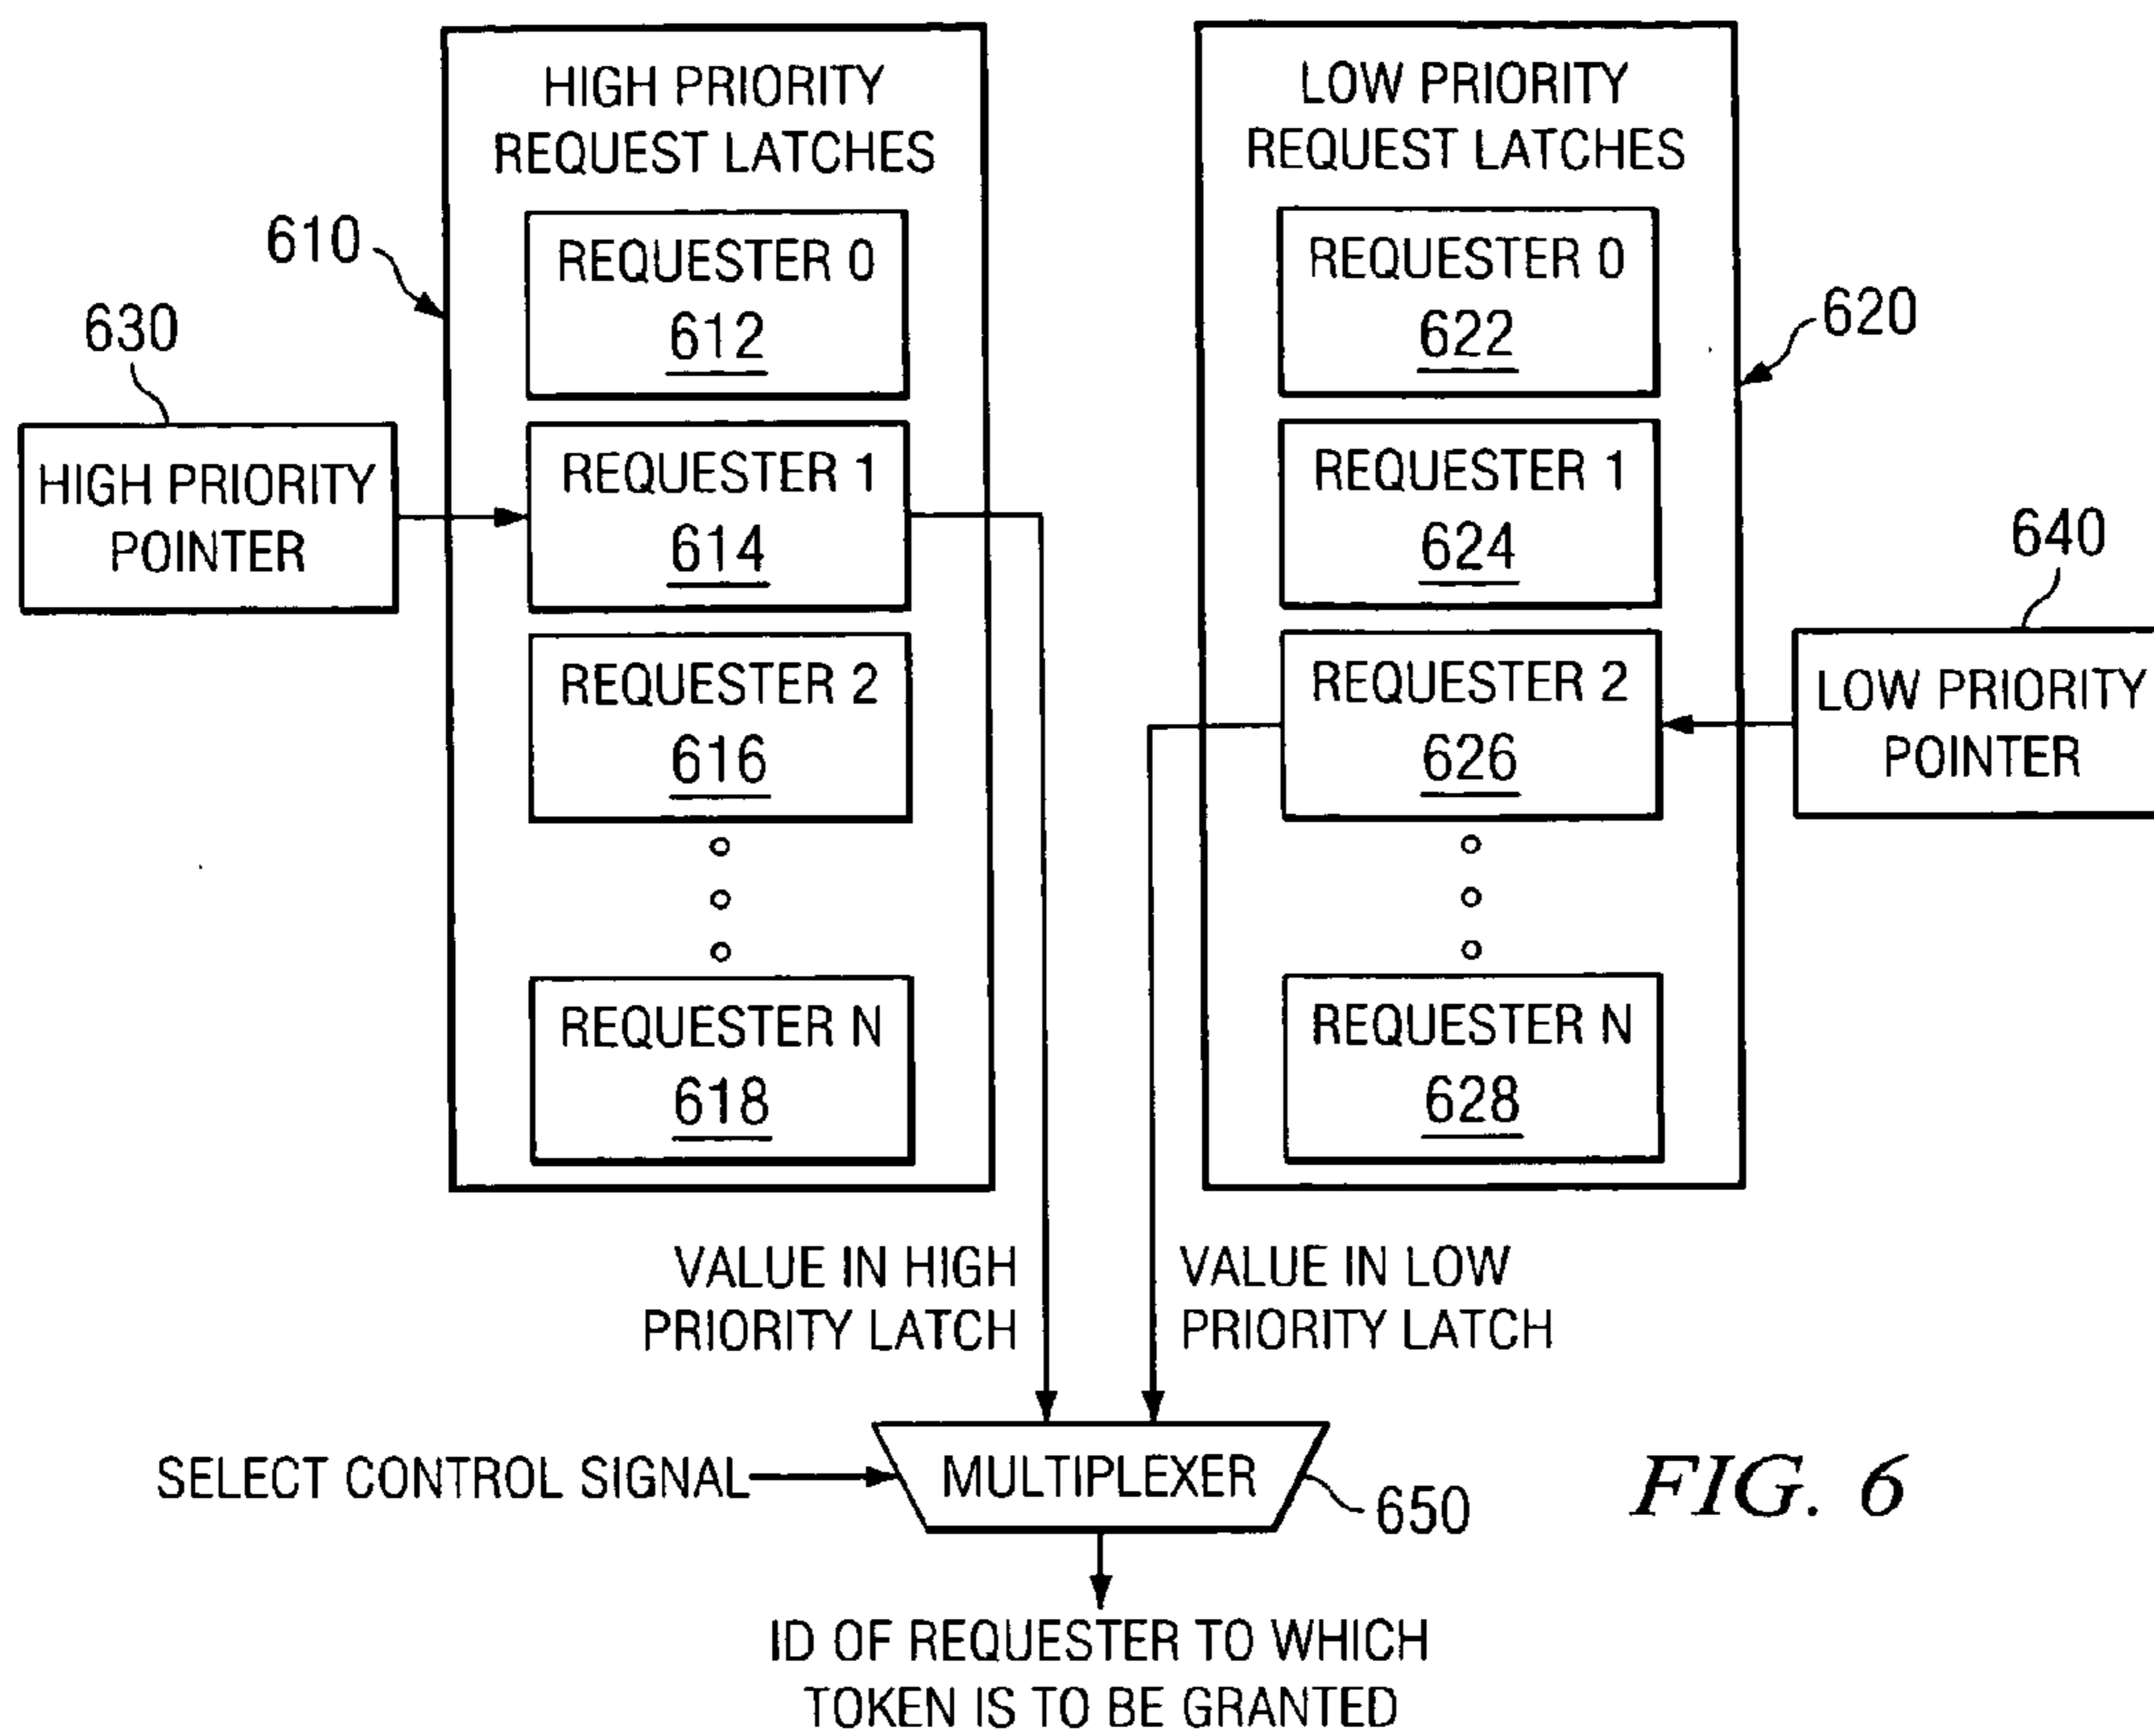 HIGH PRIORITY
REQUEST LATCHES
610
630
REQUESTER 0
612
HIGH PRIORITY
POINTER
REQUESTER 1
614
REQUESTER 2
616
REQUESTER N
618
LOW PRIORITY
REQUEST LATCHES
REQUESTER 0
622
620
REQUESTER 1
624
640
REQUESTER 2
626
LOW PRIORITY
POINTER
REQUESTER N
628
VALUE IN HIGH
PRIORITY LATCH
VALUE IN LOW
PRIORITY LATCH
SELECT CONTROL SIGNAL
MULTIPLEXER
650
FIG. 6
ID OF REQUESTER TO WHICH
TOKEN IS TO BE GRANTED